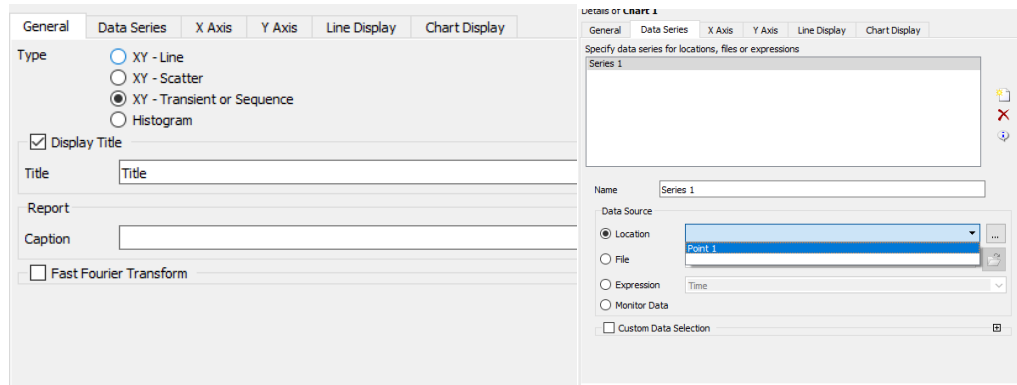 General Data Series X Axis Y Axis Line Display Chart Display
Type
XY - Line
XY - Scatter
XY - Transient or Sequence
Histogram
Display Title
Title Title
Report
Caption
Fast Fourier Transform
Details of Chart 1
General Data Series X Axis Y Axis Line Display Chart Display
Specify data series for locations, files or expressions
Series 1
Name Series 1
Data Source
Location ...
Point 1
File
Expression Time
Monitor Data
Custom Data Selection